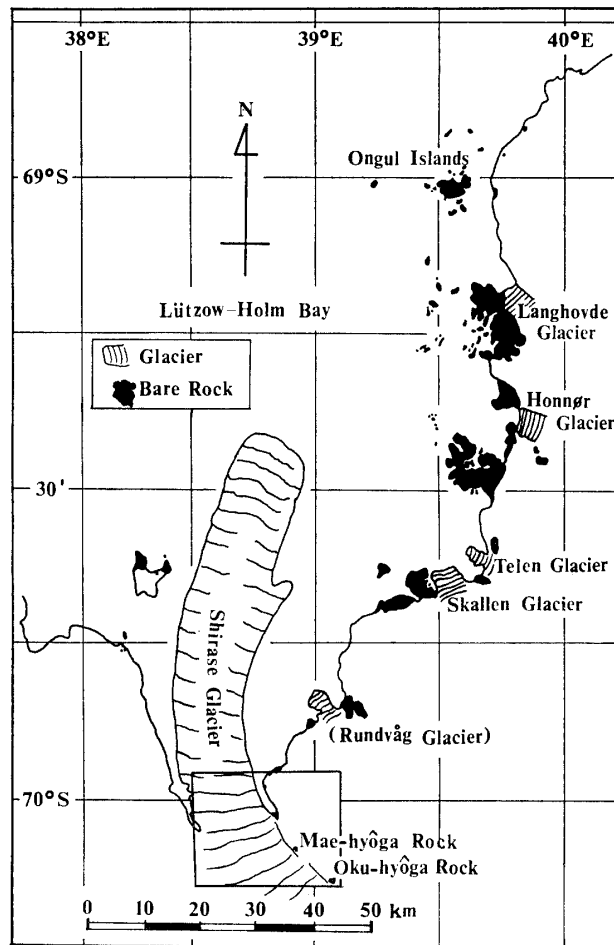 38°E 39°E 40°E
N
Ongul Islands
69°S
Lützow-Holm Bay
Langhovde
Glacier
Glacier
Bare Rock
Honnør
Glacier
30'
Telen Glacier
Skallen Glacier
Shirase Glacier
(Rundvåg Glacier)
70°S
Mae-hyôga Rock
Oku-hyôga Rock
0 10 20 30 40 50
km